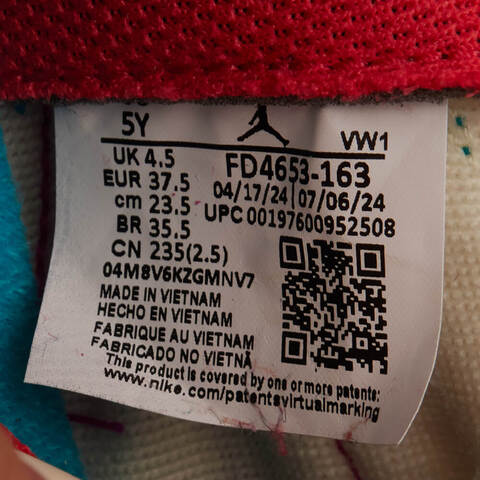 5Y
VW1
UK 4.5
FD4653-163
EUR 37.5
04/17/24 | 07/06/24
cm 23.5
UPC 00197600952508
BR 35.5
CN 235(2.5)
04M8V6KZGMNV7
MADE IN VIETNAM
HECHO EN VIETNAM
FABRIQUE AU VIETNAM
FABRICADO NO VIETNÃ
This product is covered by one or more patents:
www.nike.com/patentsvirtualmarking